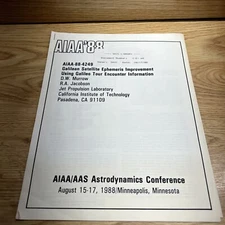 AIAA'88
AIAA-88-4249
Galilean Satellite Ephemeris Improvement
Using Galileo Tour Encounter Information
D.W. Murrow
R.A. Jacobson
Jet Propulsion Laboratory
California Institute of Technology
Pasadena, CA 91109
AIAA/AAS Astrodynamics Conference
August 15-17, 1988/Minneapolis, Minnesota